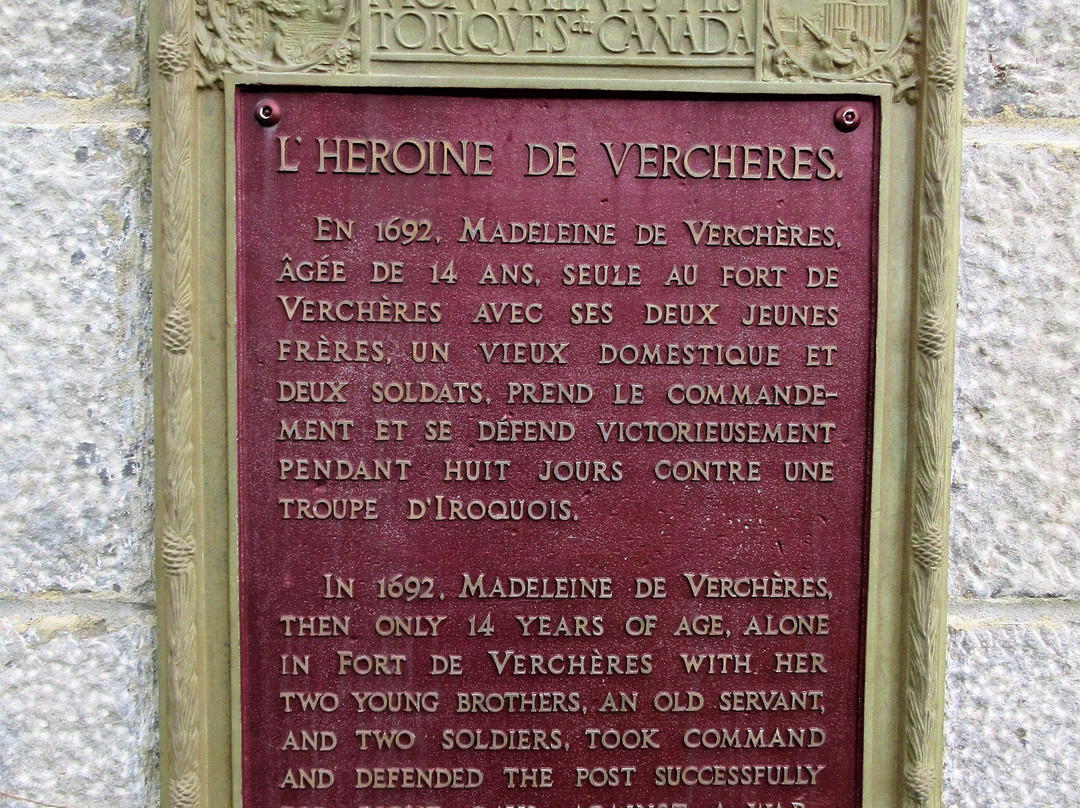 MONUMENTS HIS
TORIQVES du CANADA
L' HEROINE DE VERCHERES.
EN 1692, MADELEINE DE VERCHÈRES,
ÂGÉE DE 14 ANS, SEULE AU FORT DE
VERCHÈRES AVEC SES DEUX JEUNES
FRÈRES, UN VIEUX DOMESTIQUE ET
DEUX SOLDATS, PREND LE COMMANDE-
MENT ET SE DÉFEND VICTORIEUSEMENT
PENDANT HUIT JOURS CONTRE UNE
TROUPE D'IROQUOIS.
IN 1692, MADELEINE DE VERCHÈRES,
THEN ONLY 14 YEARS OF AGE, ALONE
IN FORT DE VERCHÈRES WITH HER
TWO YOUNG BROTHERS, AN OLD SERVANT,
AND TWO SOLDIERS, TOOK COMMAND
AND DEFENDED THE POST SUCCESSFULLY